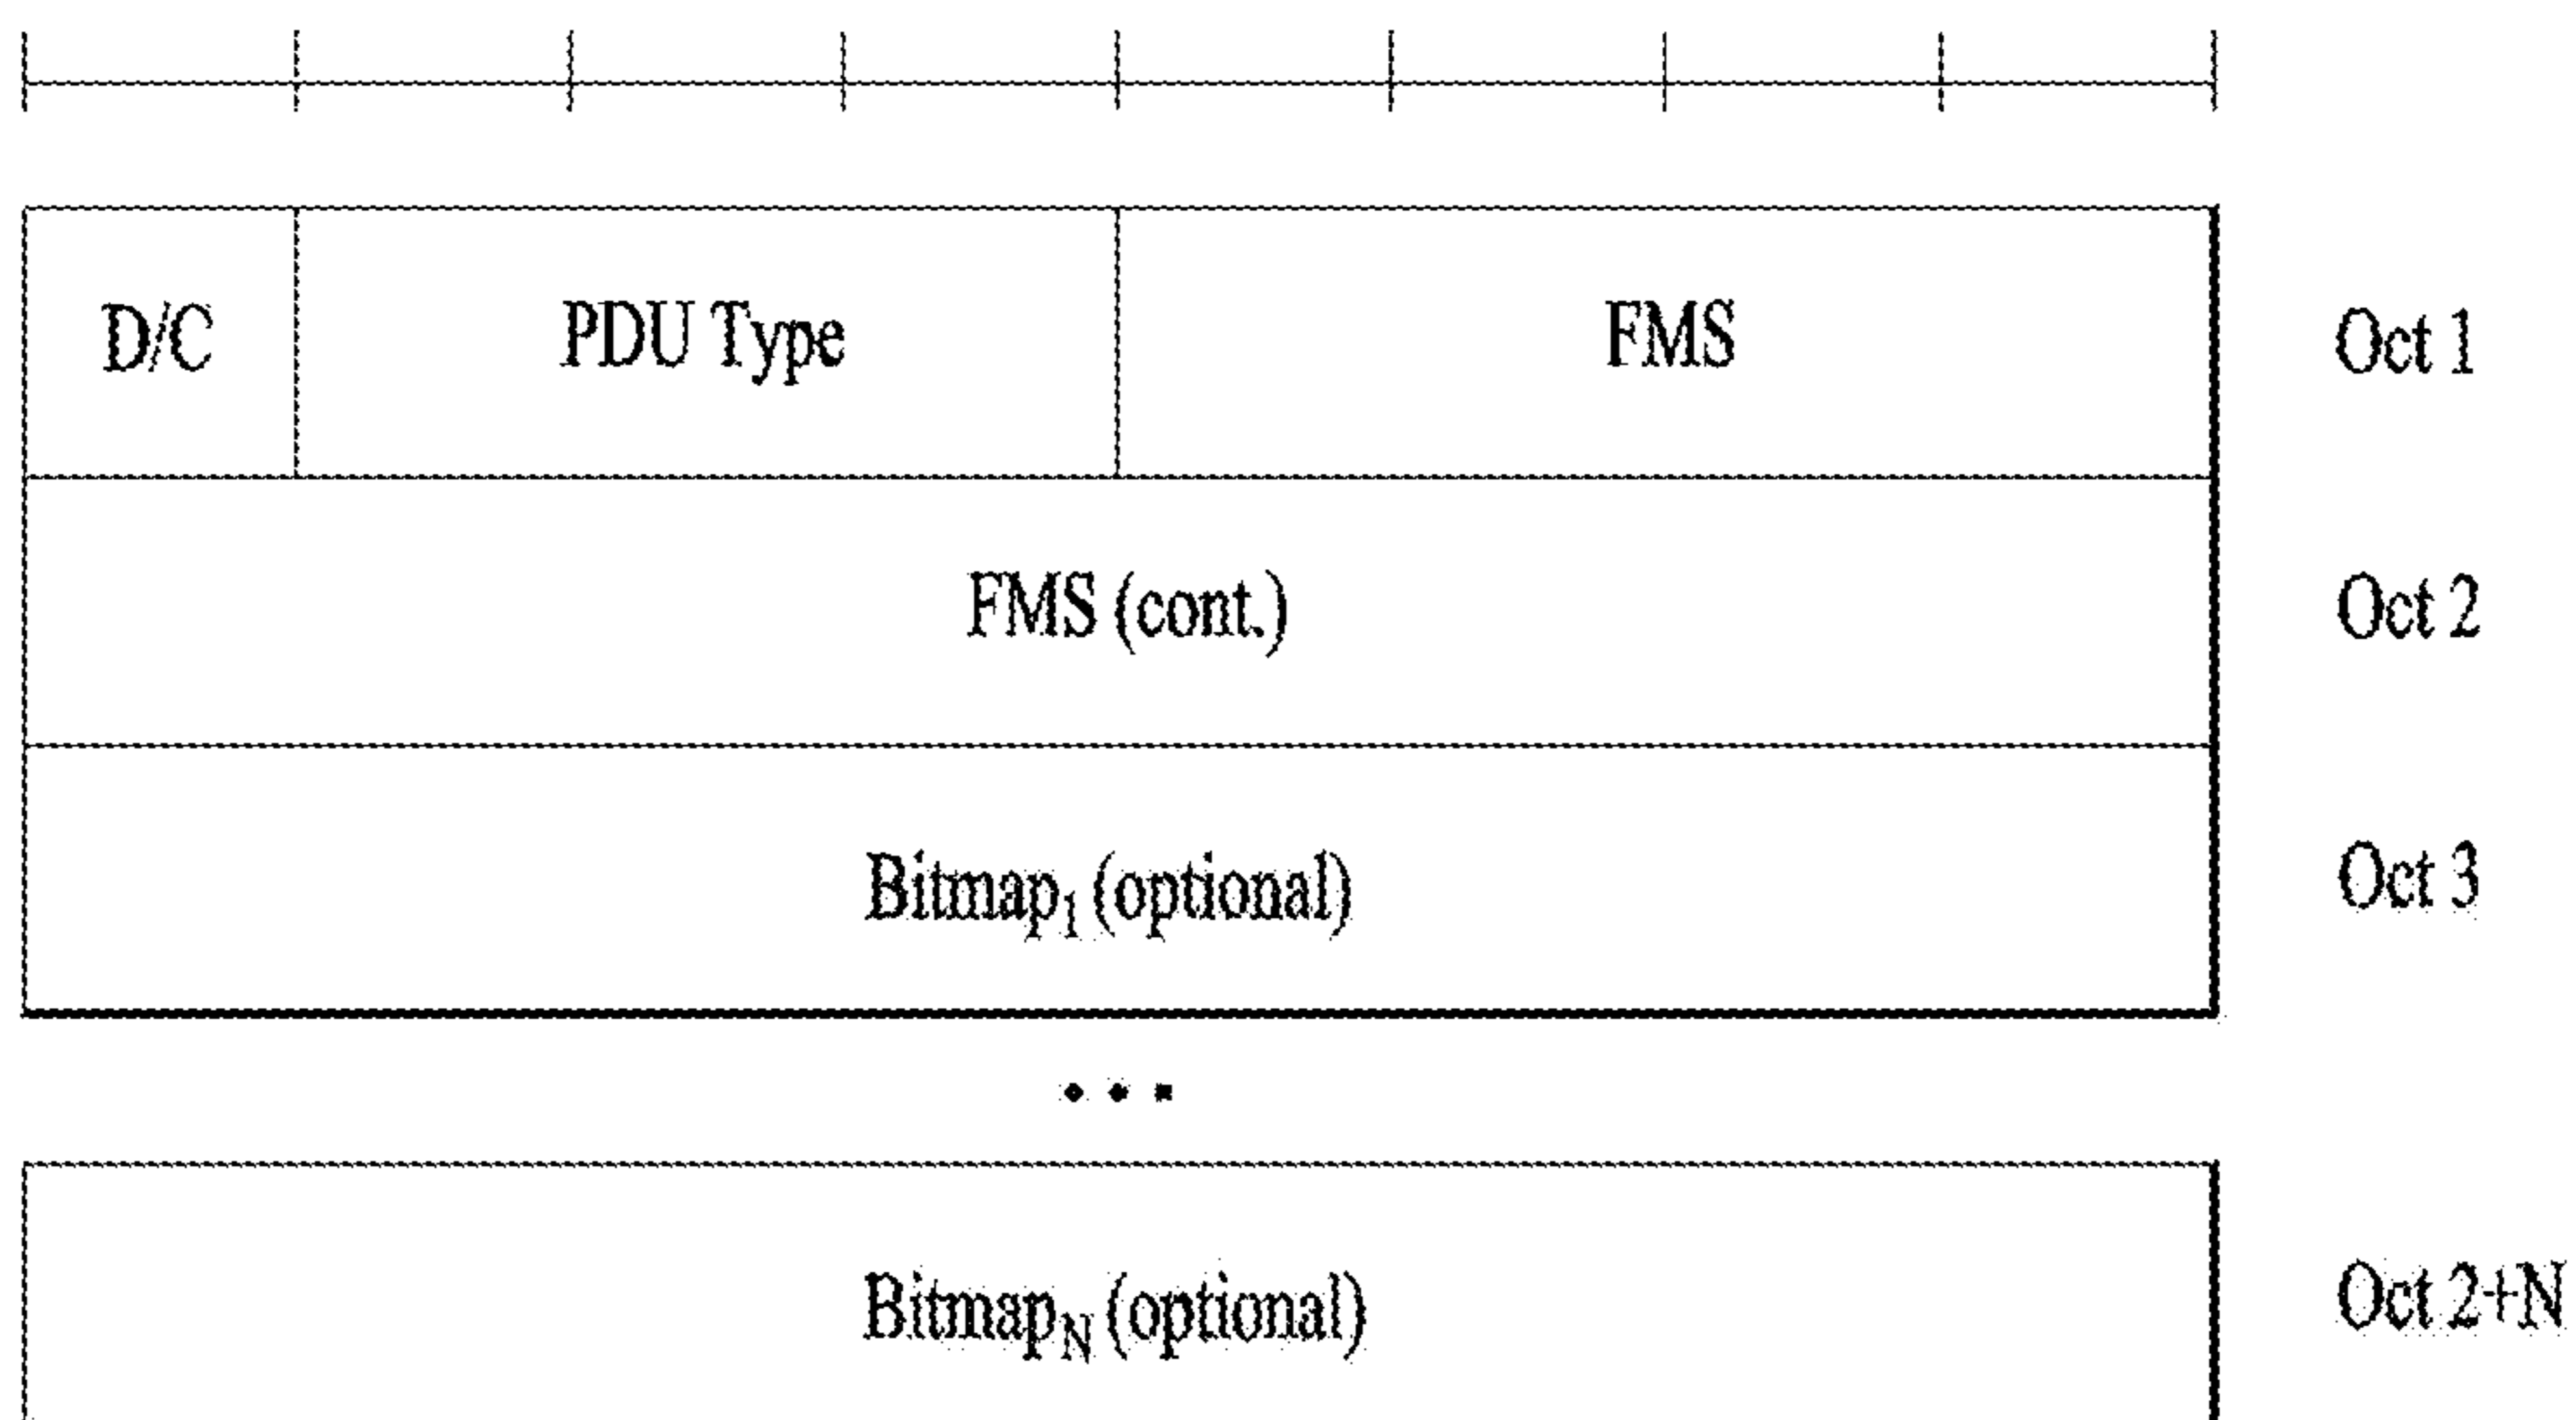 D/C PDU Type FMS Oct 1
FMS (cont.) Oct 2
Bitmap₁ (optional) Oct 3
• • •
Bitmap_N (optional) Oct 2+N